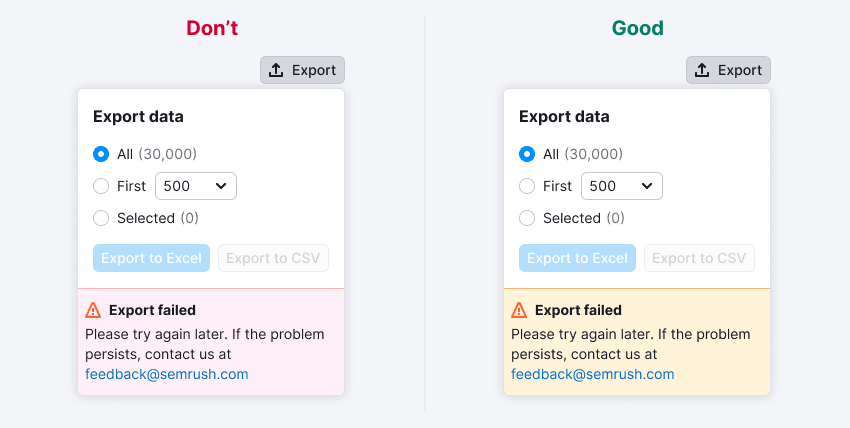 Don't
Export
Export data
All (30,000)
First 500
Selected (0)
Export to Excel Export to CSV
Export failed
Please try again later. If the problem
persists, contact us at
feedback@semrush.com
Good
Export
Export data
All (30,000)
First 500
Selected (0)
Export to Excel Export to CSV
Export failed
Please try again later. If the problem
persists, contact us at
feedback@semrush.com